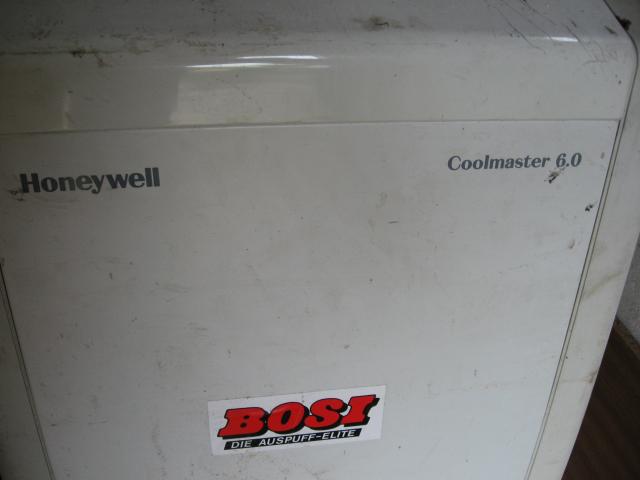 Honeywell
Coolmaster 6.0
BOSI
DIE AUSPUFF-ELITE